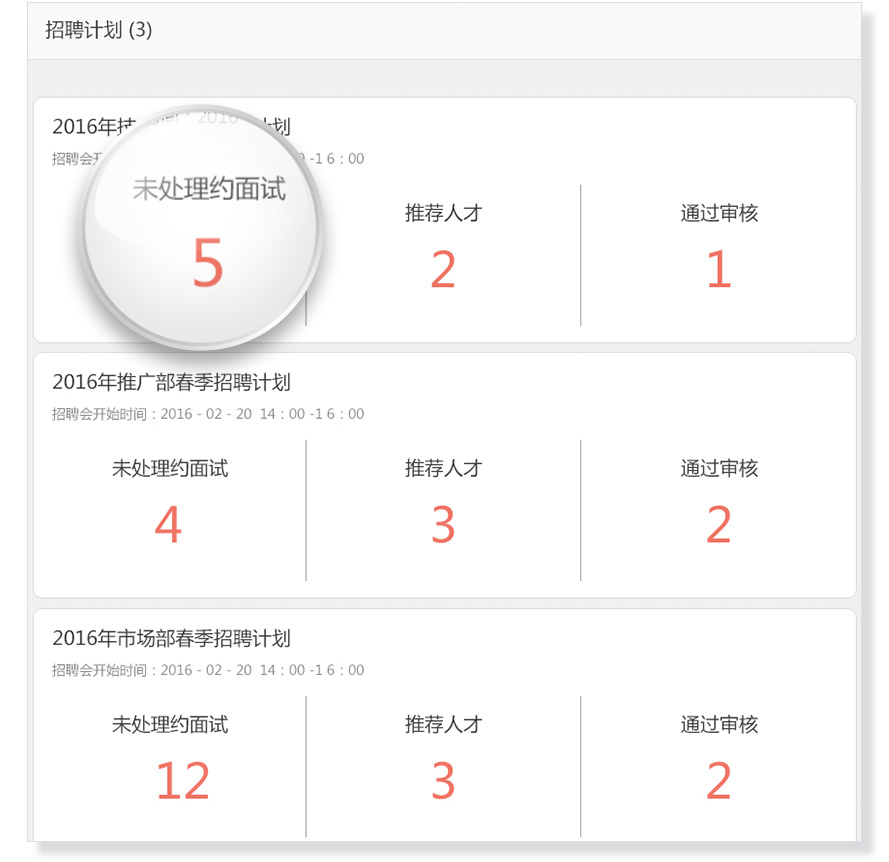 招聘计划 (3)
2016年技 计划
招聘会开 -1 6 : 00
未处理约面试
推荐人才
通过审核
5
2
1
2016年推广部春季招聘计划
招聘会开始时间 : 2016 - 02 - 20 14 : 00 -1 6 : 00
未处理约面试
推荐人才
通过审核
4
3
2
2016年市场部春季招聘计划
招聘会开始时间 : 2016 - 02 - 20 14 : 00 -1 6 : 00
未处理约面试
推荐人才
通过审核
12
3
2